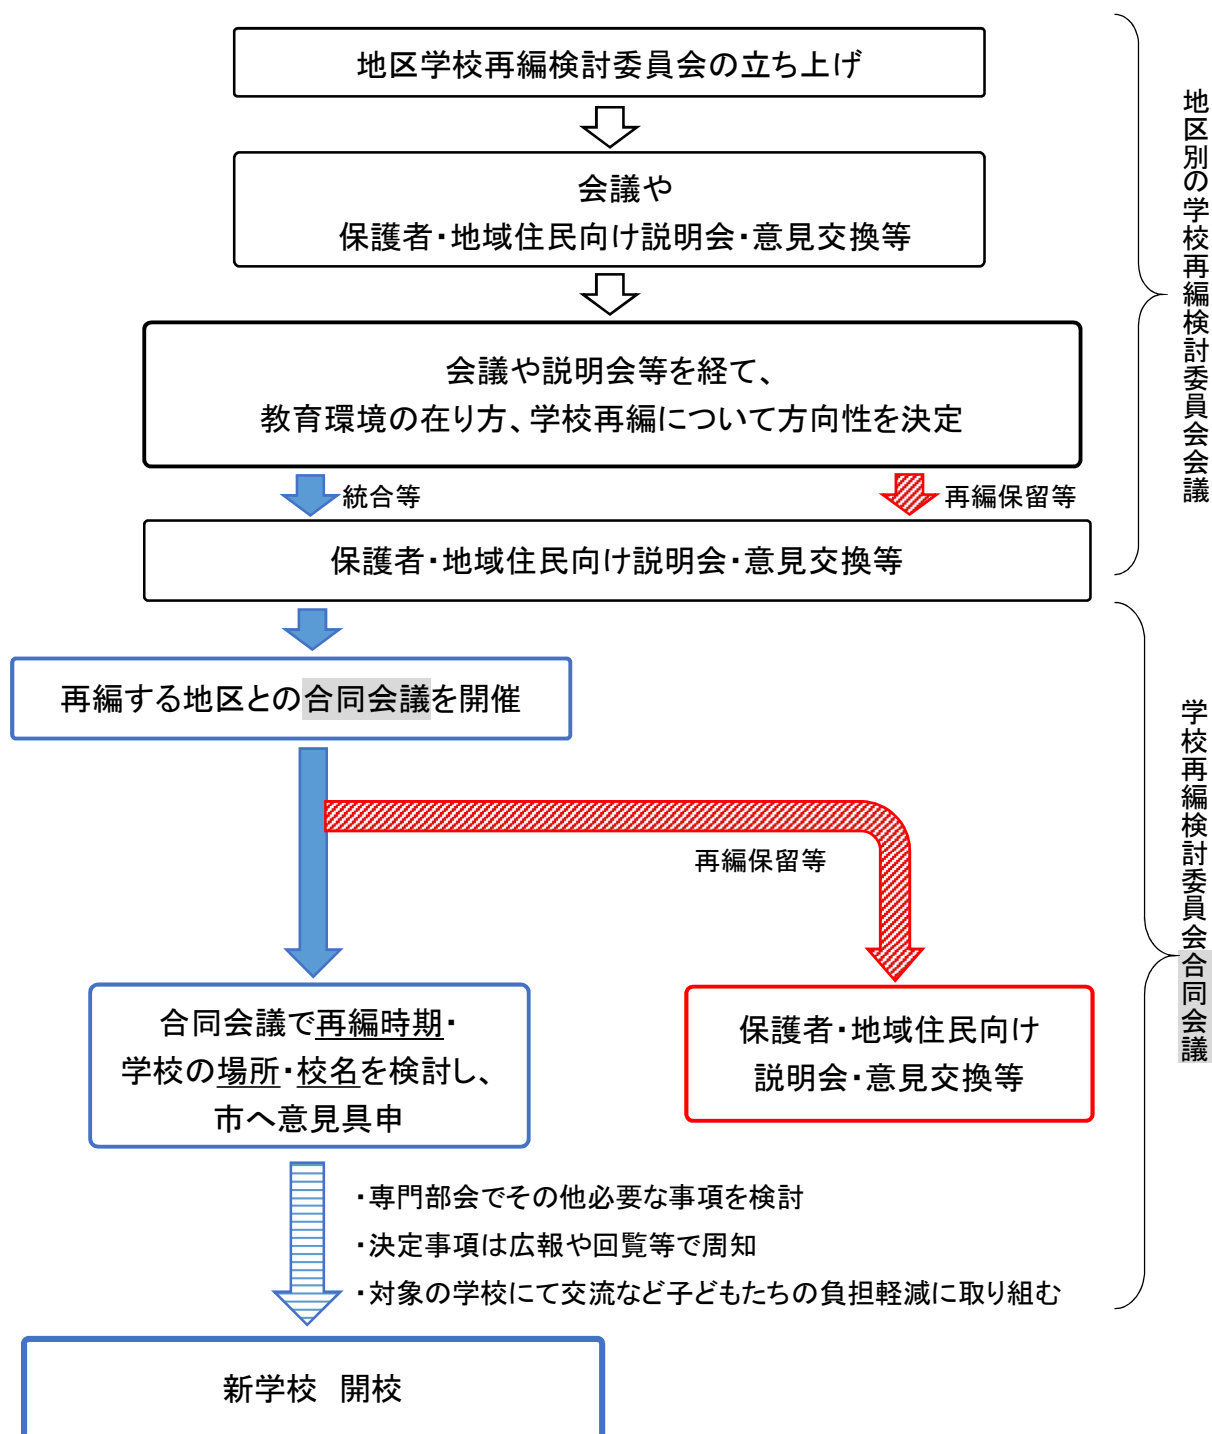 地区学校再編検討委員会の立ち上げ
会議や
保護者・地域住民向け説明会・意見交換等
会議や説明会等を経て、
教育環境の在り方、学校再編について方向性を決定
統合等
再編保留等
保護者・地域住民向け説明会・意見交換等
地区別の学校再編検討委員会会議
再編する地区との合同会議を開催
再編保留等
合同会議で再編時期・
学校の場所・校名を検討し、
市へ意見具申
保護者・地域住民向け
説明会・意見交換等
・専門部会でその他必要な事項を検討
・決定事項は広報や回覧等で周知
・対象の学校にて交流など子どもたちの負担軽減に取り組む
学校再編検討委員会合同会議
新学校　開校